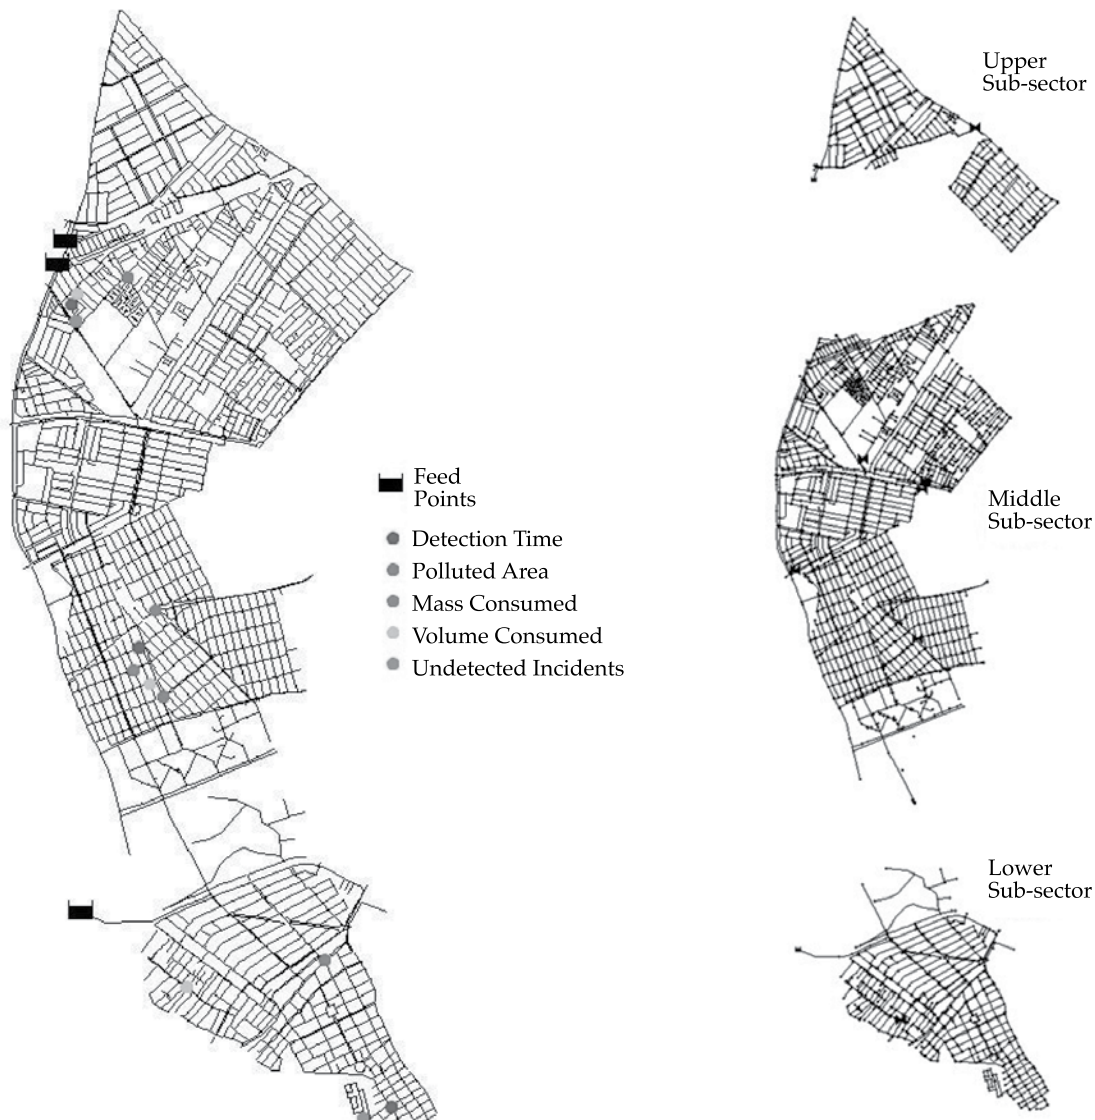 Upper
Sub-sector
Feed
Points
Detection Time
Polluted Area
Mass Consumed
Volume Consumed
Undetected Incidents
Middle
Sub-sector
Lower
Sub-sector